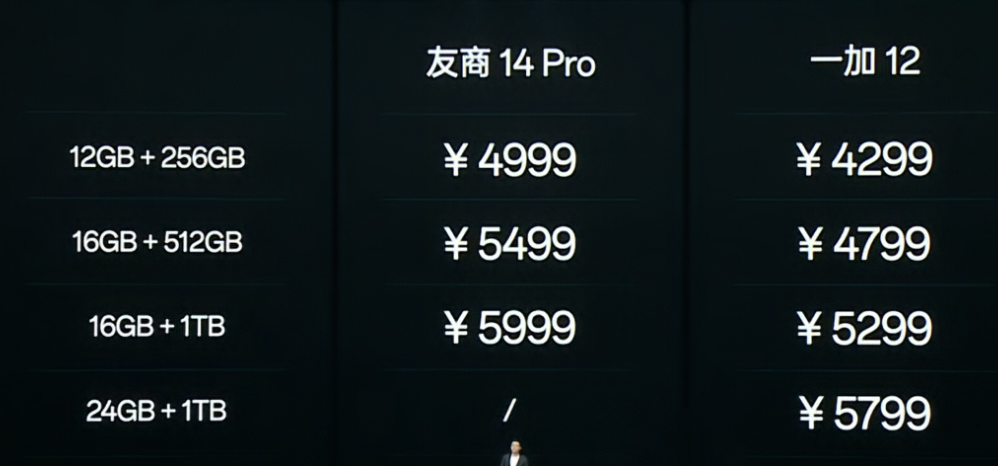 友商 14 Pro 一加 12
12GB + 256GB ¥ 4999 ¥ 4299
16GB + 512GB ¥ 5499 ¥ 4799
16GB + 1TB ¥ 5999 ¥ 5299
24GB + 1TB / ¥ 5799